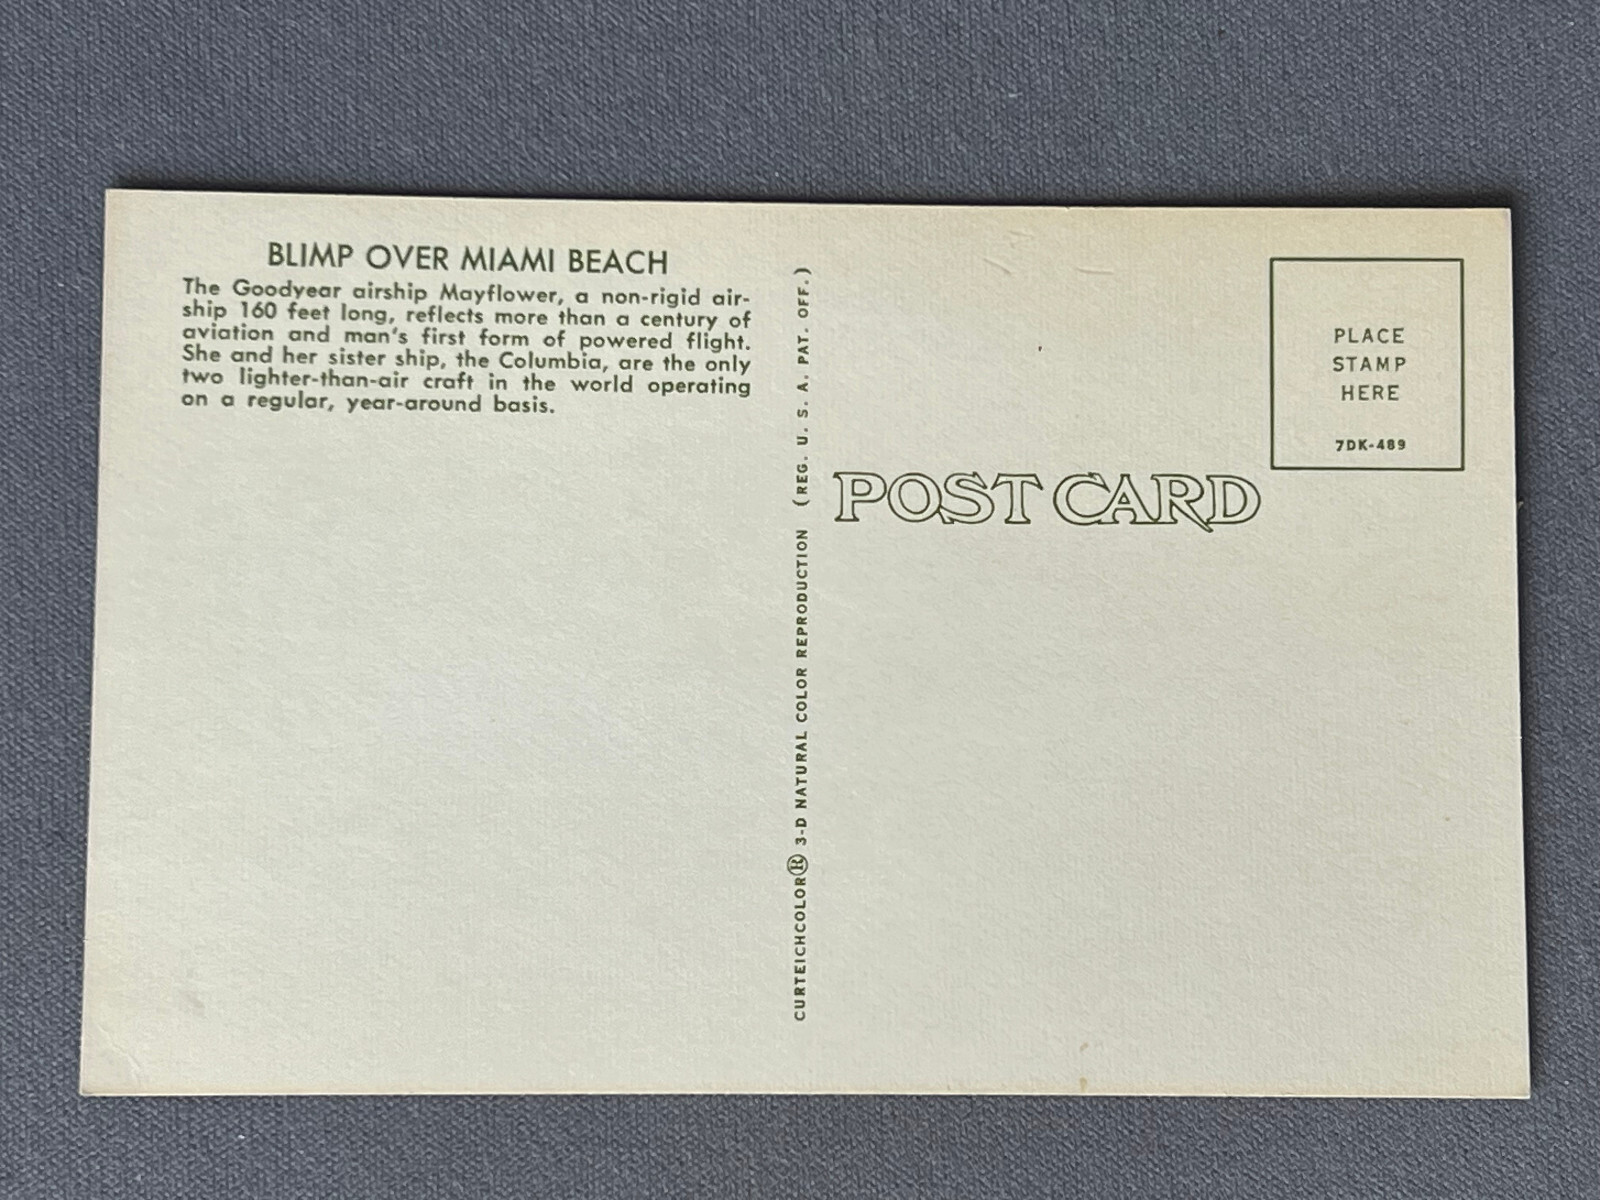 BLIMP OVER MIAMI BEACH
The Goodyear airship Mayflower, a non-rigid air-
ship 160 feet long, reflects more than a century of
aviation and man's first form of powered flight.
She and her sister ship, the Columbia, are the only
two lighter-than-air craft in the world operating
on a regular, year-around basis.
CURTEICHCOLOR® 3-D NATURAL COLOR REPRODUCTION (REG. U. S. A. PAT. OFF.)
POST CARD
PLACE
STAMP
HERE
7DK-489